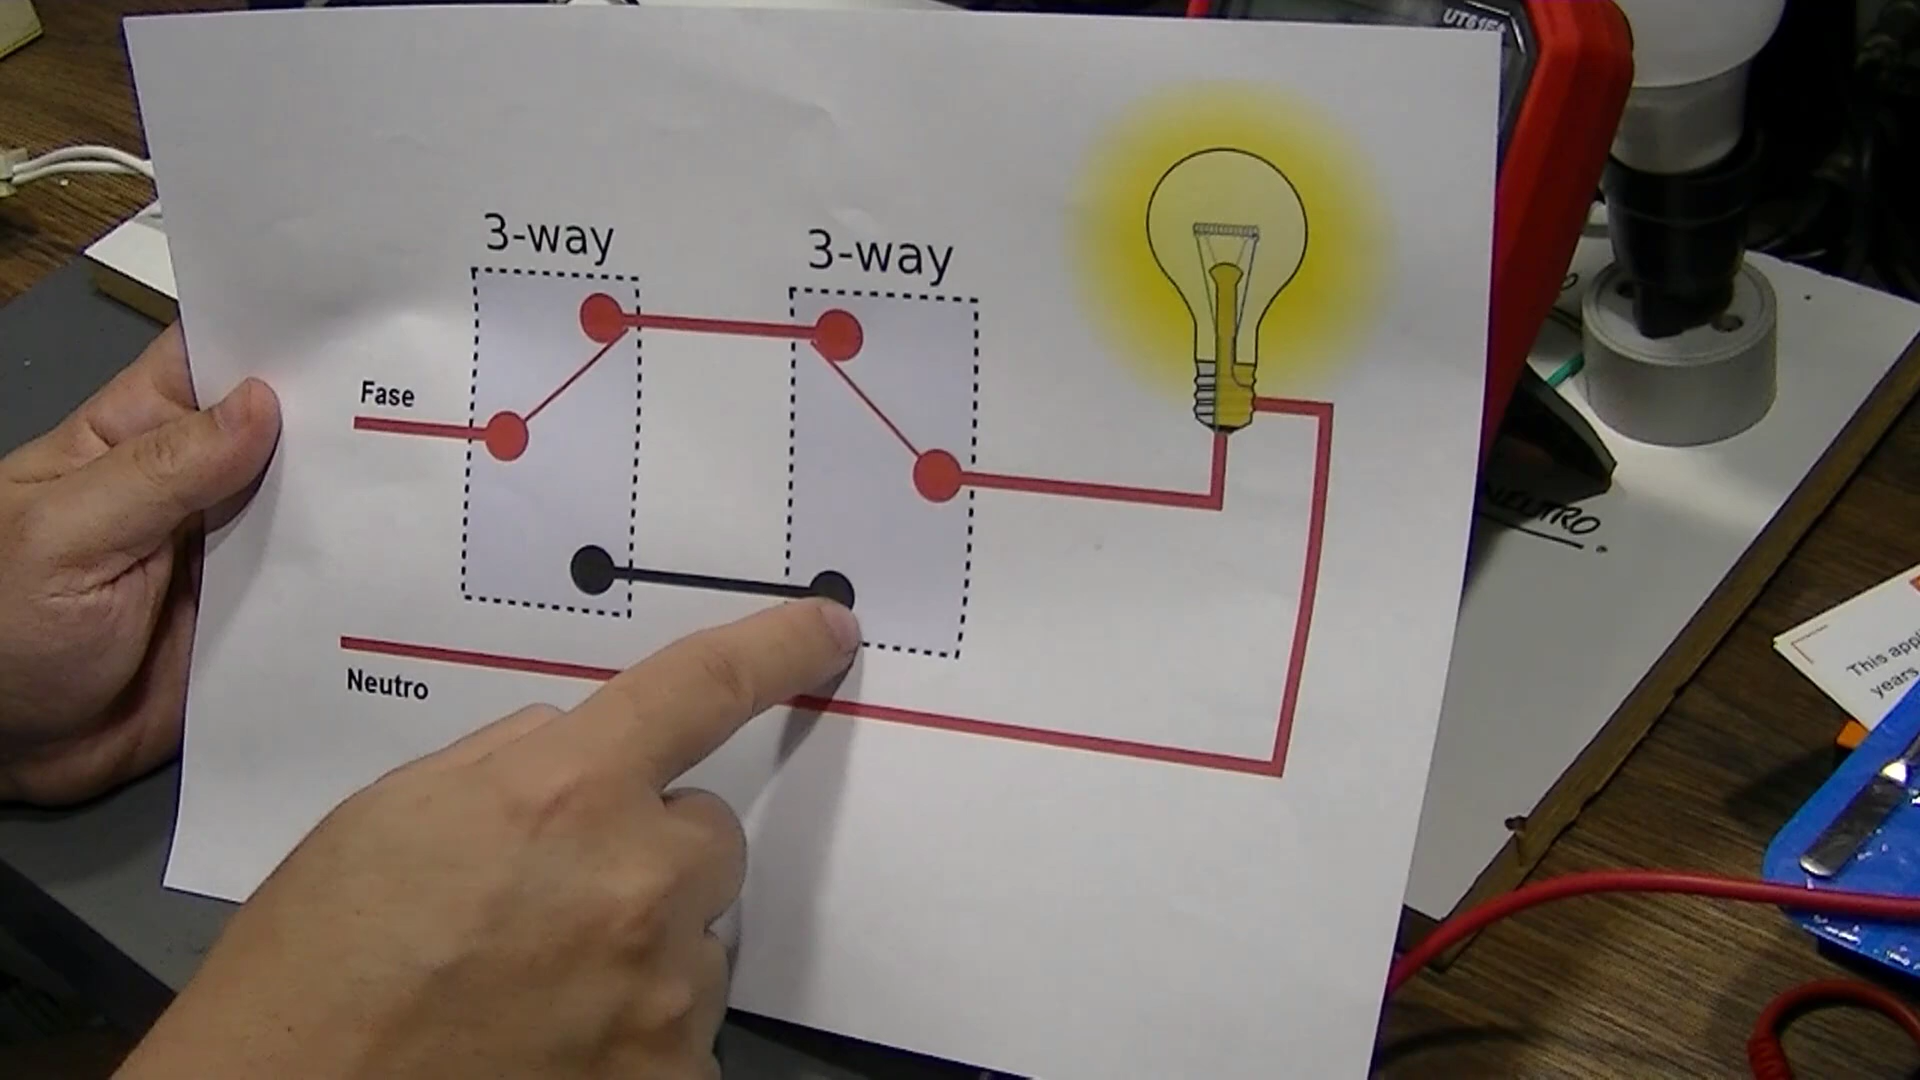 UT61E+
3-way
3-way
Fase
Neutro
NEUTRO
This app
years